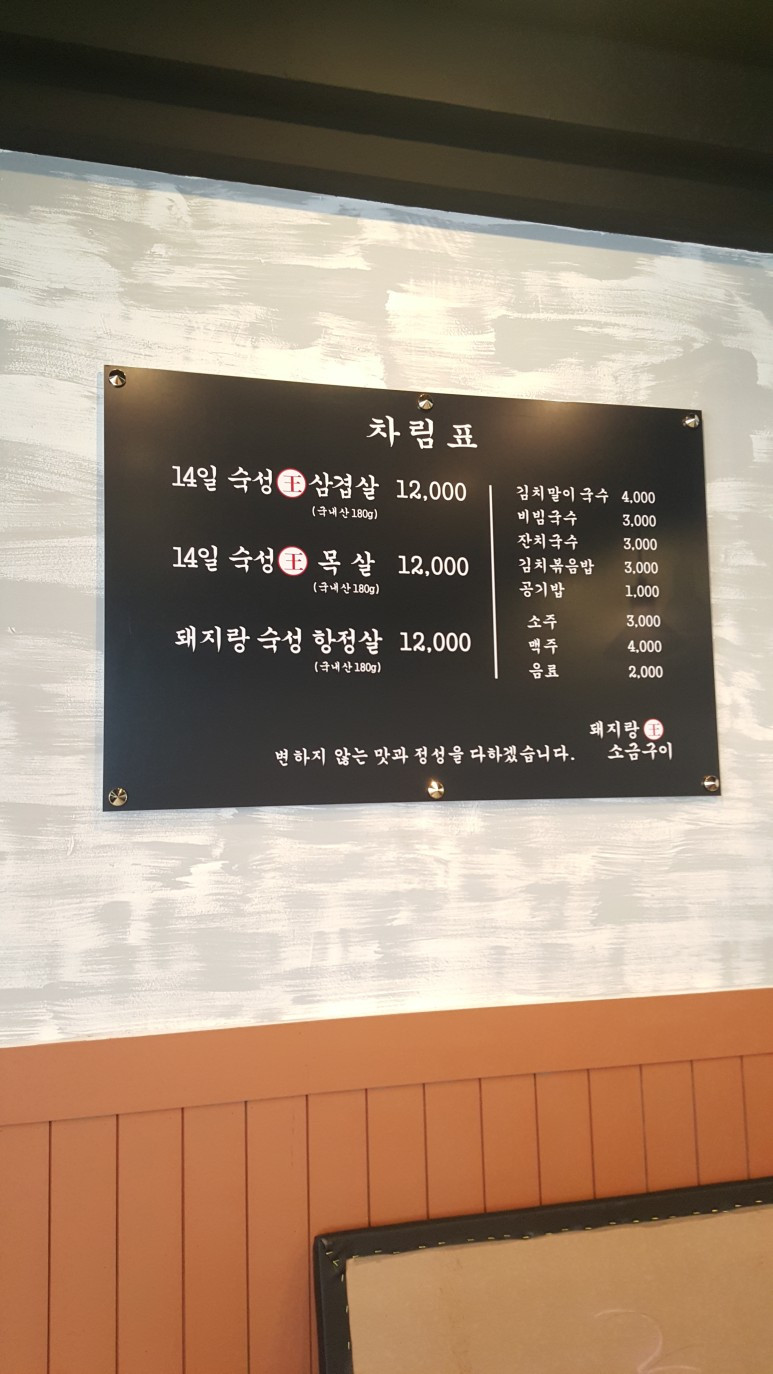 차림표
14일 숙성 王 삼겹살 12,000
(국내산 180g)
14일 숙성 王 목 살 12,000
(국내산 180g)
돼지랑 숙성 항정살 12,000
(국내산 180g)
김치말이 국수 4,000
비빔국수 3,000
잔치국수 3,000
김치볶음밥 3,000
공기밥 1,000
소주 3,000
맥주 4,000
음료 2,000
변하지 않는 맛과 정성을 다하겠습니다.
돼지랑 王
소금구이